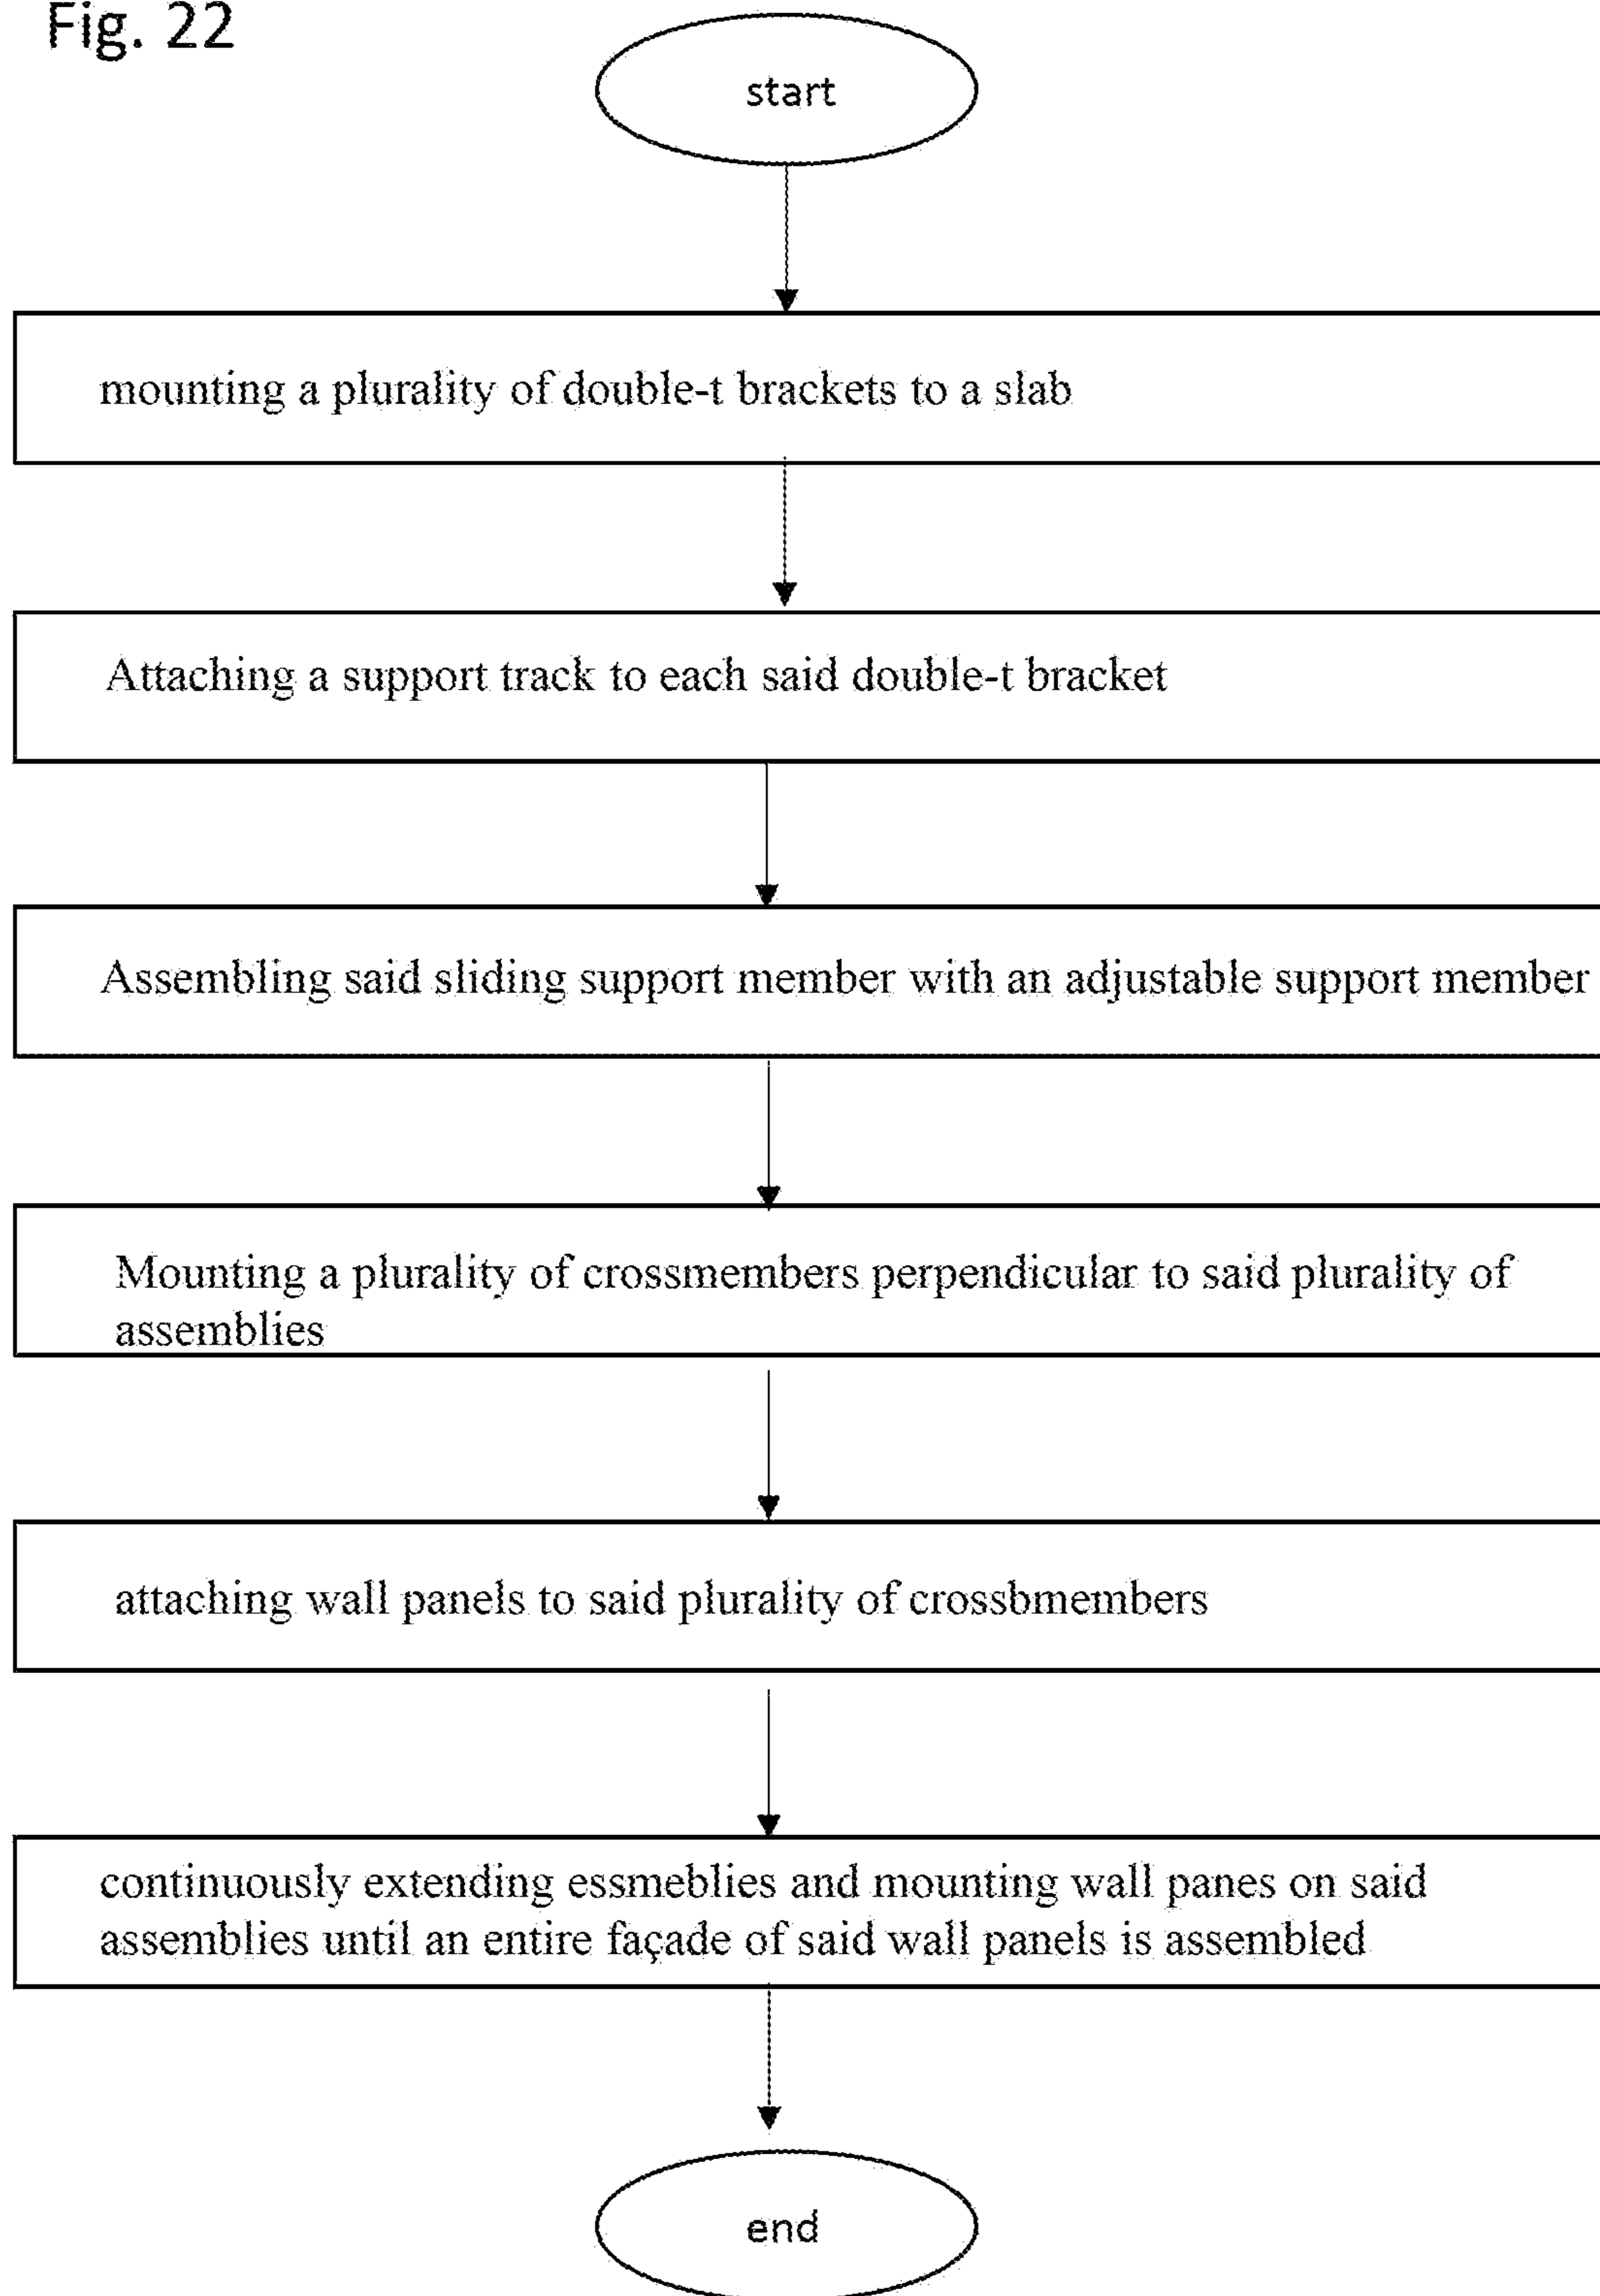 Fig. 22
start
mounting a plurality of double-t brackets to a slab
Attaching a support track to each said double-t bracket
Assembling said sliding support member with an adjustable support member
Mounting a plurality of crossmembers perpendicular to said plurality of
assemblies
attaching wall panels to said plurality of crossbmembers
continuously extending essmeblies and mounting wall panes on said
assemblies until an entire façade of said wall panels is assembled
end